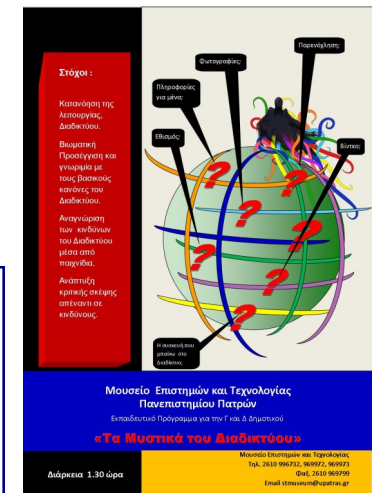 Στόχοι :
Κατανόηση της
λειτουργίας,
Διαδικτύου.
Βιωματική
Προσέγγιση και
γνωριμία με
τους βασικούς
κανόνες του
Διαδικτύου.
Αναγνώριση
των κινδύνων
του Διαδικτύου
μέσα από
παιχνίδια.
Ανάπτυξη
κριτικής σκέψης
απέναντι σε
κινδύνους.
Παρενόχληση;
Φωτογραφίες;
Πληροφορίες
για μένα;
Εθισμός;
Βίντεο;
?
?
?
?
?
?
Η συσκευή που
μπαίνω στο
Διαδίκτυο;
Μουσείο Επιστημών και Τεχνολογίας
Πανεπιστημίου Πατρών
Εκπαιδευτικό Πρόγραμμα για την Γ και Δ Δημοτικού
«Τα Μυστικά του Διαδικτύου»
Διάρκεια 1.30 ώρα
Μουσείο Επιστημών και Τεχνολογίας
Τηλ. 2610 996732, 969972, 969973
Φαξ. 2610 969799
Email stmuseum@upatras.gr